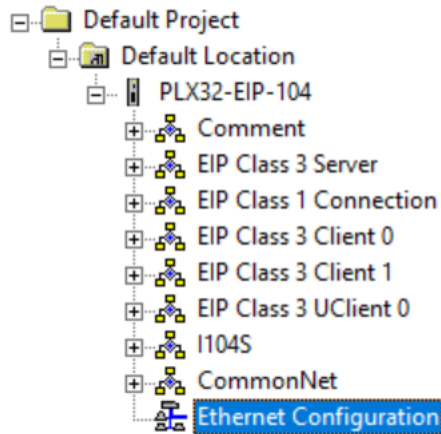 Default Project
Default Location
PLX32-EIP-104
Comment
EIP Class 3 Server
EIP Class 1 Connection
EIP Class 3 Client 0
EIP Class 3 Client 1
EIP Class 3 UClient 0
I104S
CommonNet
Ethernet Configuration